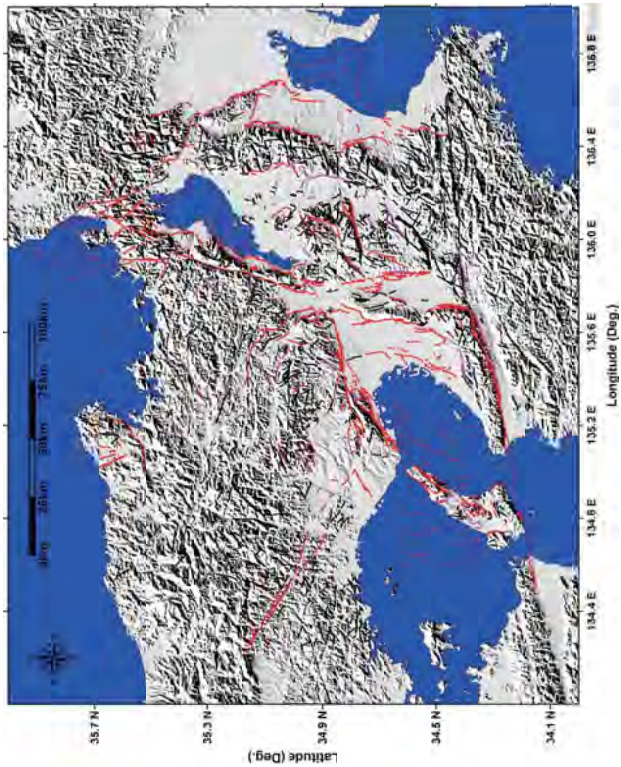 0km 25km 50km 75km 100km
Latitude (Deg.)
35.7 N
35.3 N
34.9 N
34.5 N
34.1 N
134.4 E 134.8 E 135.2 E 135.6 E 136.0 E 136.4 E 136.8 E
Longitude (Deg.)